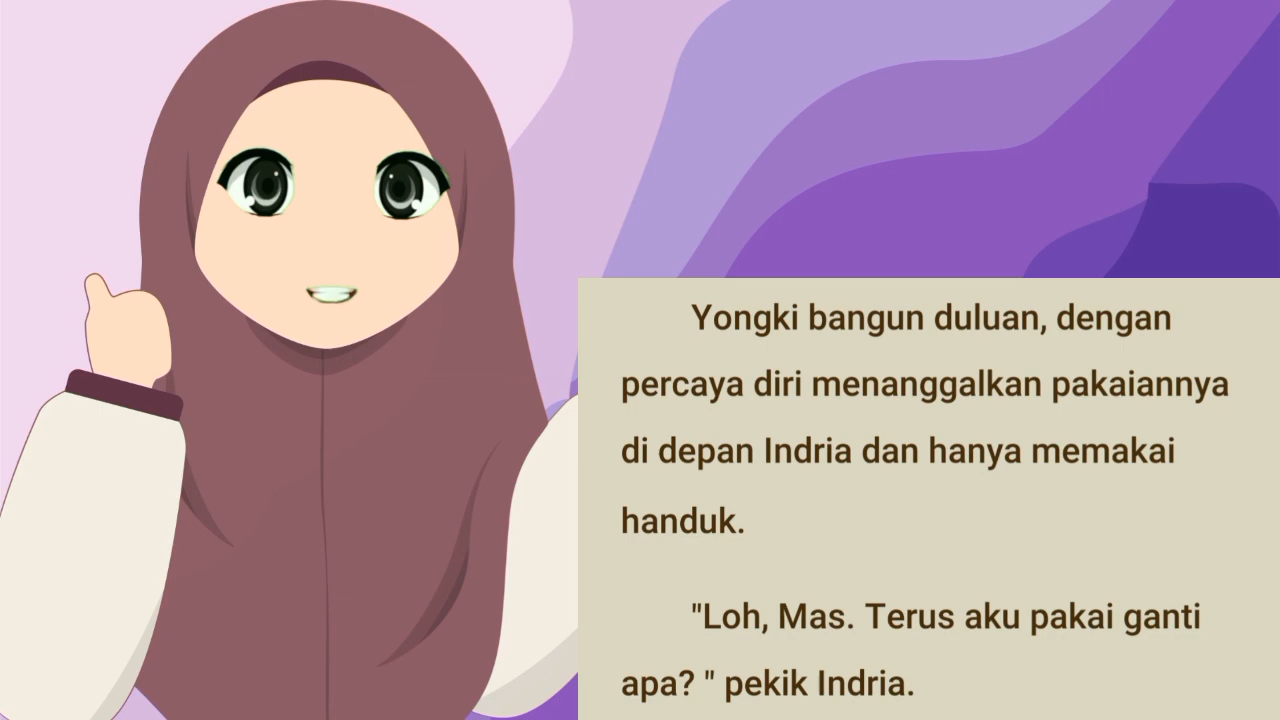 Yongki bangun duluan, dengan
percaya diri menanggalkan pakaiannya
di depan Indria dan hanya memakai
handuk.
"Loh, Mas. Terus aku pakai ganti
apa? " pekik Indria.